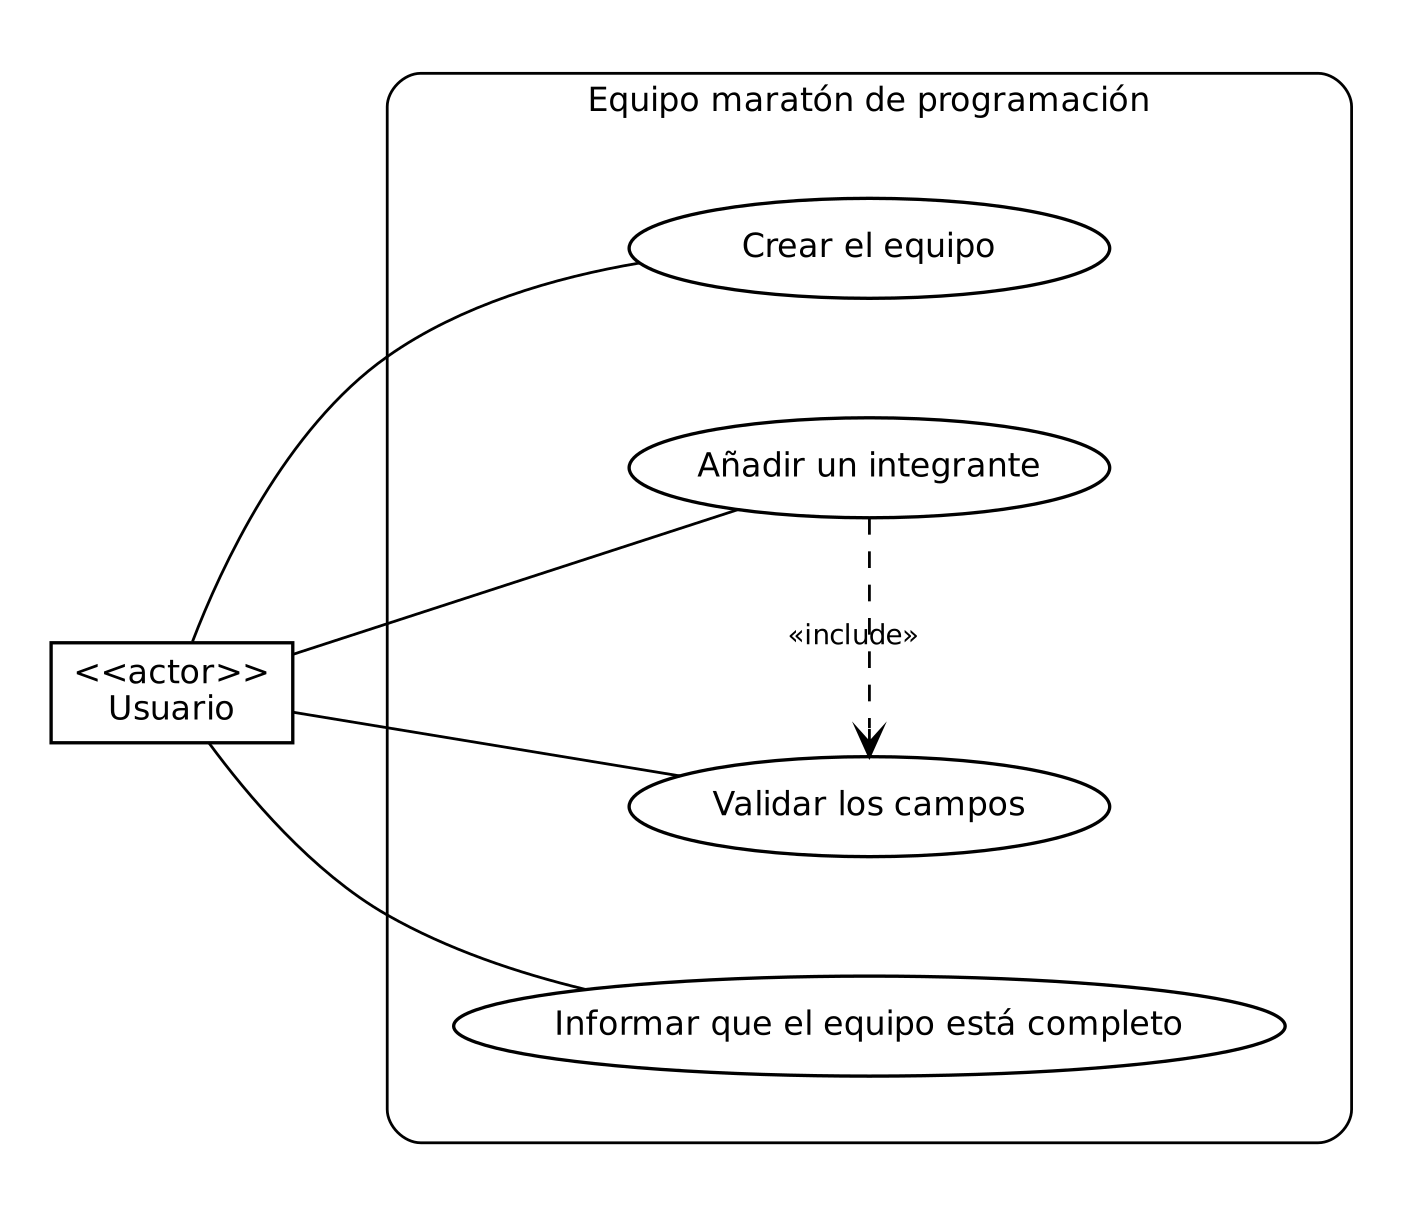 Equipo maratón de programación
Crear el equipo
Añadir un integrante
«include»
<<actor>>
Usuario
Validar los campos
Informar que el equipo está completo